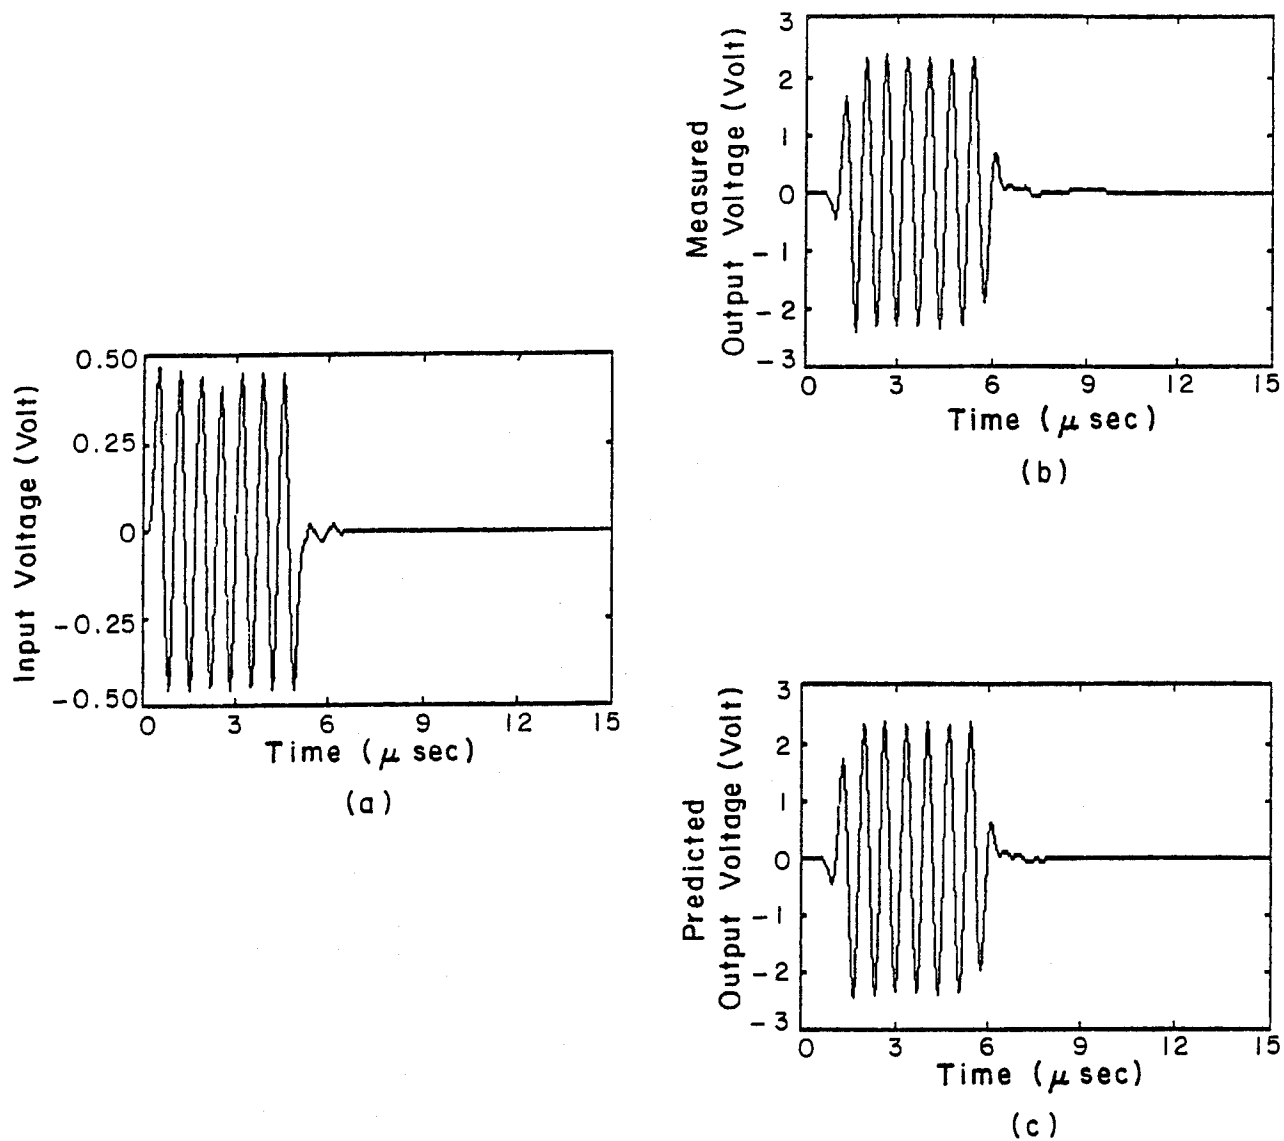 Input Voltage (Volt)
0.50
0.25
0
-0.25
-0.50
0 3 6 9 12 15
Time (μ sec)
(a)
Measured
Output Voltage (Volt)
3
2
1
0
-1
-2
-3
0 3 6 9 12 15
Time (μ sec)
(b)
Predicted
Output Voltage (Volt)
3
2
1
0
-1
-2
-3
0 3 6 9 12 15
Time (μ sec)
(c)